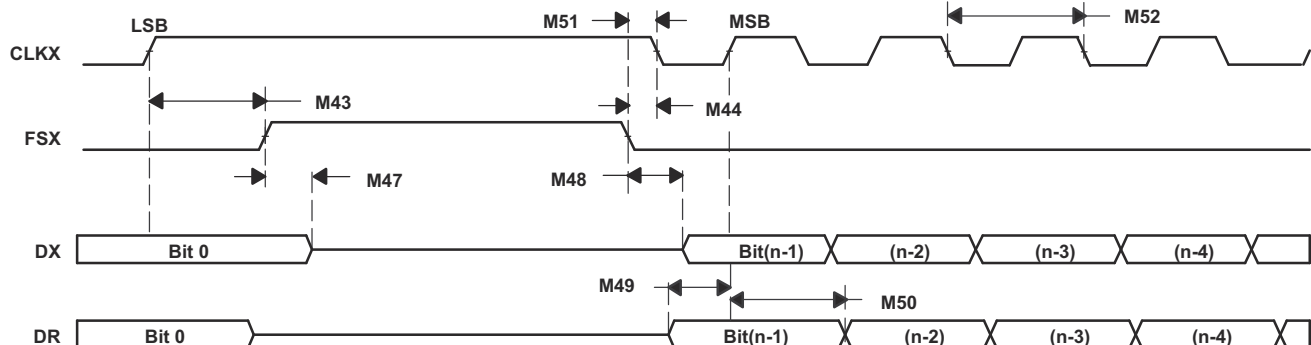 LSB M51 MSB M52
CLKX
M43 M44
FSX
M47 M48
DX Bit 0 Bit(n-1) (n-2) (n-3) (n-4)
M49 M50
DR Bit 0 Bit(n-1) (n-2) (n-3) (n-4)